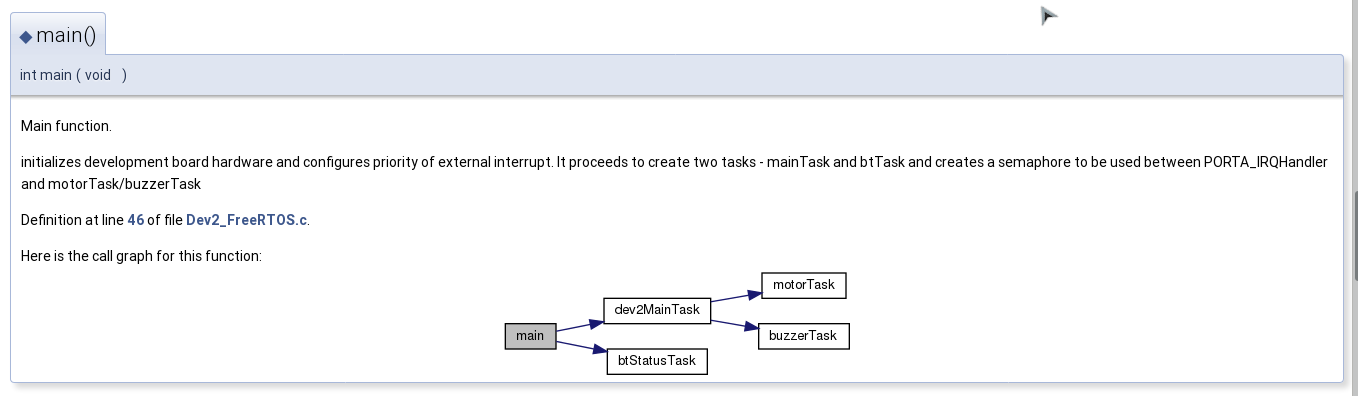 ◆ main()
int main ( void )
Main function.
initializes development board hardware and configures priority of external interrupt. It proceeds to create two tasks - mainTask and btTask and creates a semaphore to be used between PORTA_IRQHandler
and motorTask/buzzerTask
Definition at line 46 of file Dev2_FreeRTOS.c.
Here is the call graph for this function:
motorTask
dev2MainTask
main
buzzerTask
btStatusTask